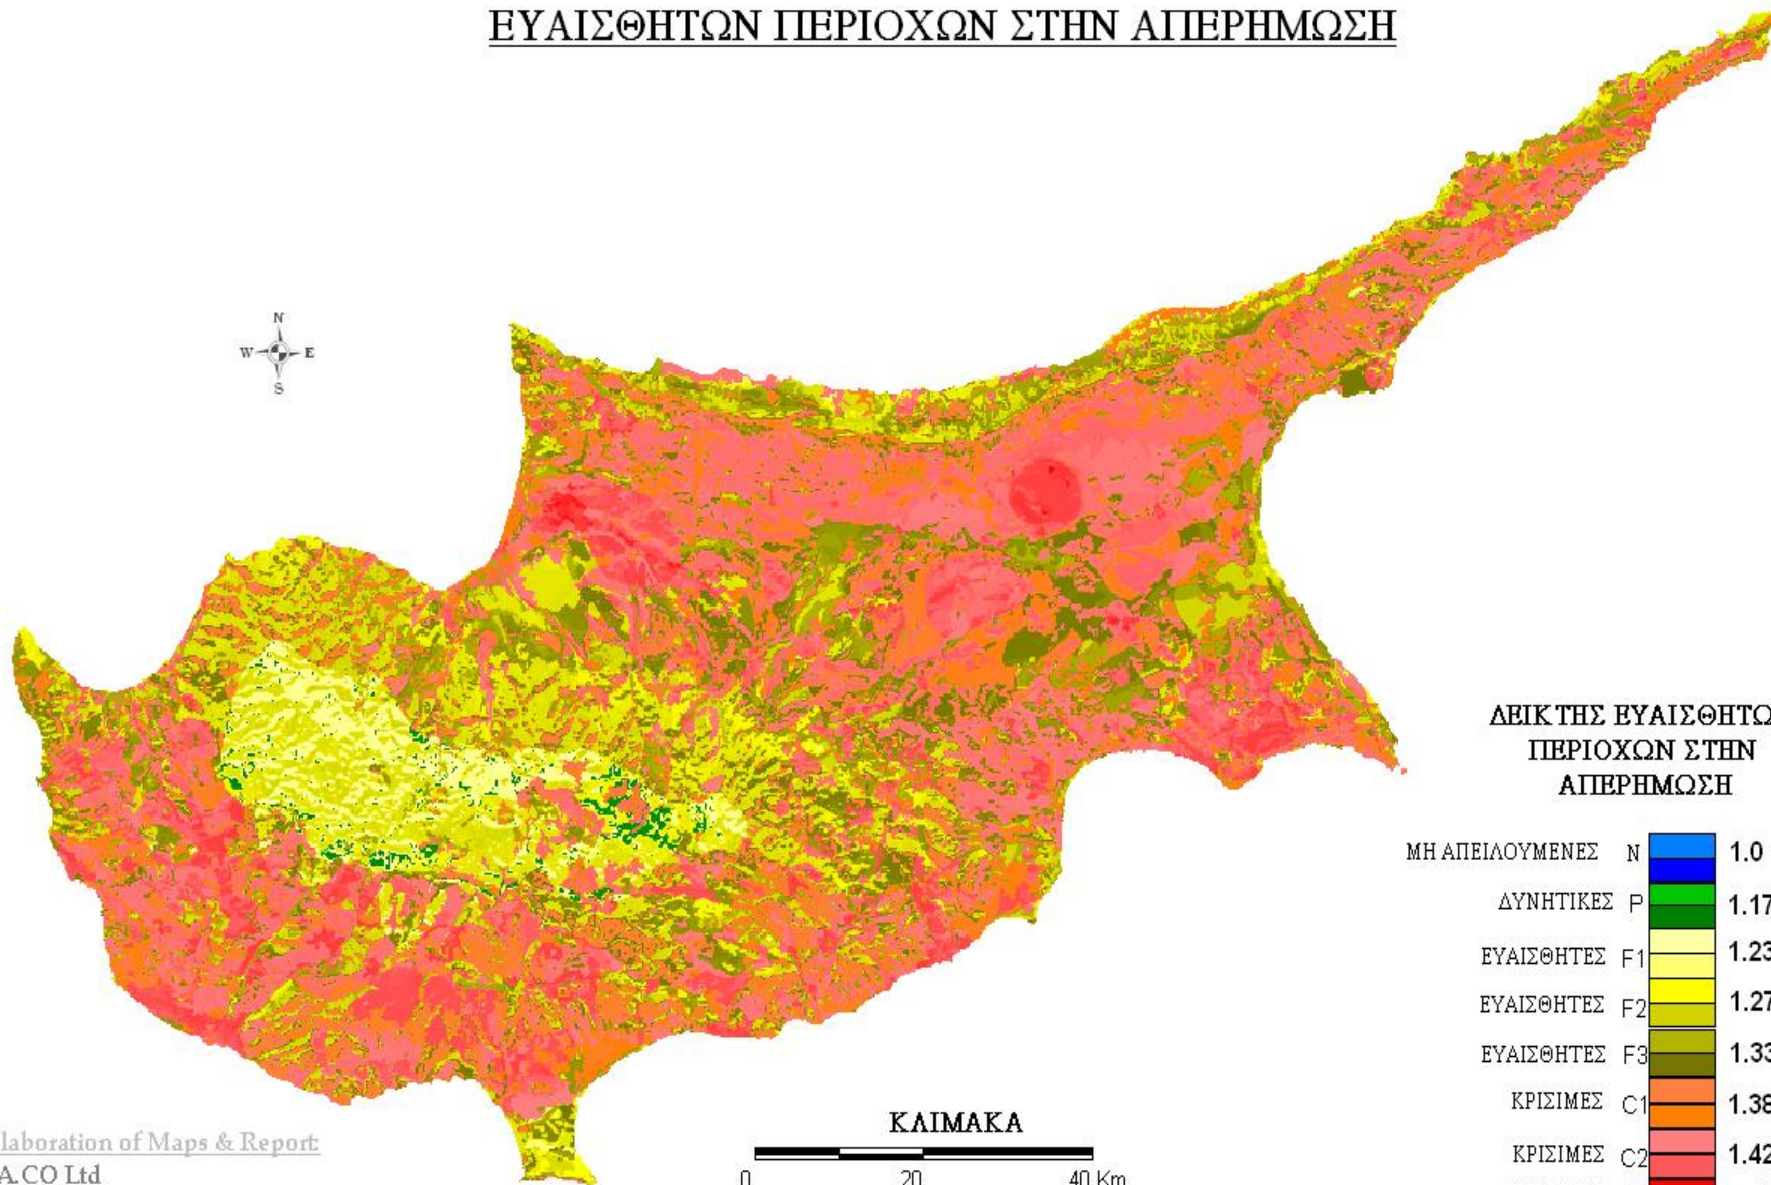 ΕΥΑΙΣΘΗΤΩΝ ΠΕΡΙΟΧΩΝ ΣΤΗΝ ΑΠΕΡΗΜΩΣΗ
N
W E
S
ΔΕΙΚΤΗΣ ΕΥΑΙΣΘΗΤΩ
ΠΕΡΙΟΧΩΝ ΣΤΗΝ
ΑΠΕΡΗΜΩΣΗ
ΜΗ ΑΠΕΙΛΟΥΜΕΝΕΣ N 1.0
ΔΥΝΗΤΙΚΕΣ P 1.17
ΕΥΑΙΣΘΗΤΕΣ F1 1.23
ΕΥΑΙΣΘΗΤΕΣ F2 1.27
ΕΥΑΙΣΘΗΤΕΣ F3 1.33
ΚΡΙΣΙΜΕΣ C1 1.38
ΚΡΙΣΙΜΕΣ C2 1.42
ΚΛΙΜΑΚΑ
0 20 40 Km
laboration of Maps & Report:
A.CO Ltd